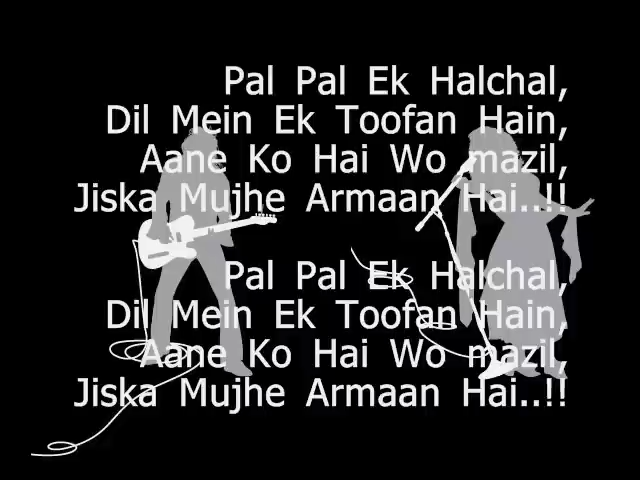 Pal Pal Ek Halchal,
Dil Mein Ek Toofan Hain,
Aane Ko Hai Wo mazil,
Jiska Mujhe Armaan Hai..!!
Pal Pal Ek Halchal,
Dil Mein Ek Toofan Hain,
Aane Ko Hai Wo mazil,
Jiska Mujhe Armaan Hai..!!